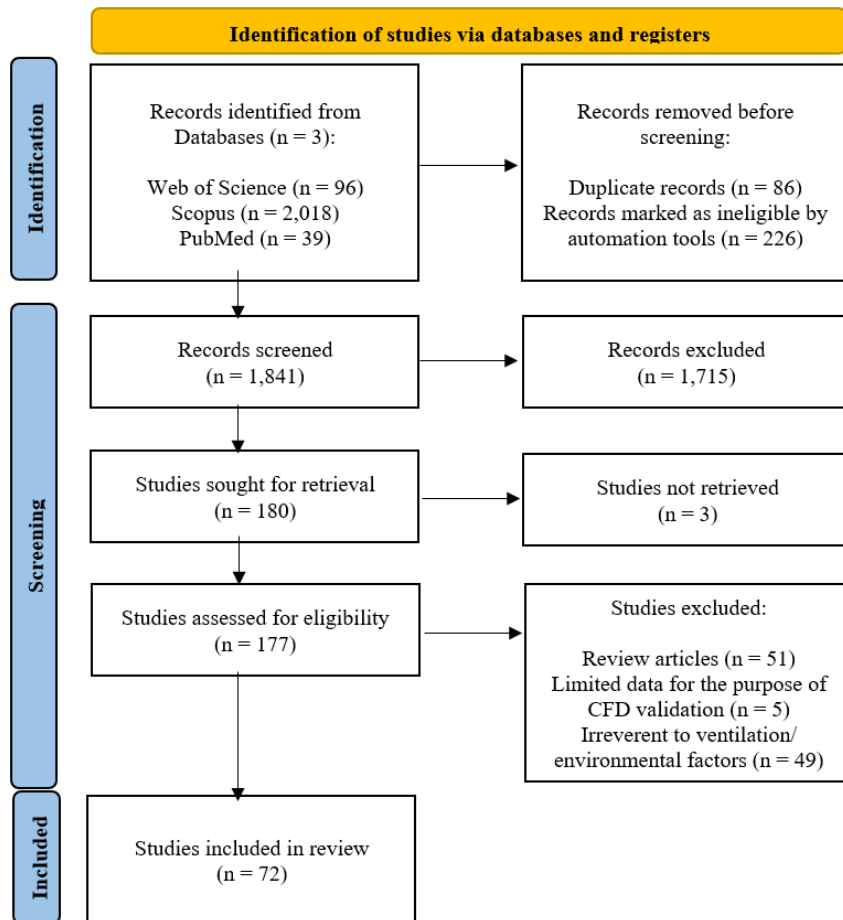 Identification of studies via databases and registers
Identification
Records identified from
Databases (n = 3):
Web of Science (n = 96)
Scopus (n = 2,018)
PubMed (n = 39)
Records removed before
screening:
Duplicate records (n = 86)
Records marked as ineligible by
automation tools (n = 226)
Screening
Records screened
(n = 1,841)
Records excluded
(n = 1,715)
Studies sought for retrieval
(n = 180)
Studies not retrieved
(n = 3)
Studies assessed for eligibility
(n = 177)
Studies excluded:
Review articles (n = 51)
Limited data for the purpose of
CFD validation (n = 5)
Irreverent to ventilation/
environmental factors (n = 49)
Included
Studies included in review
(n = 72)